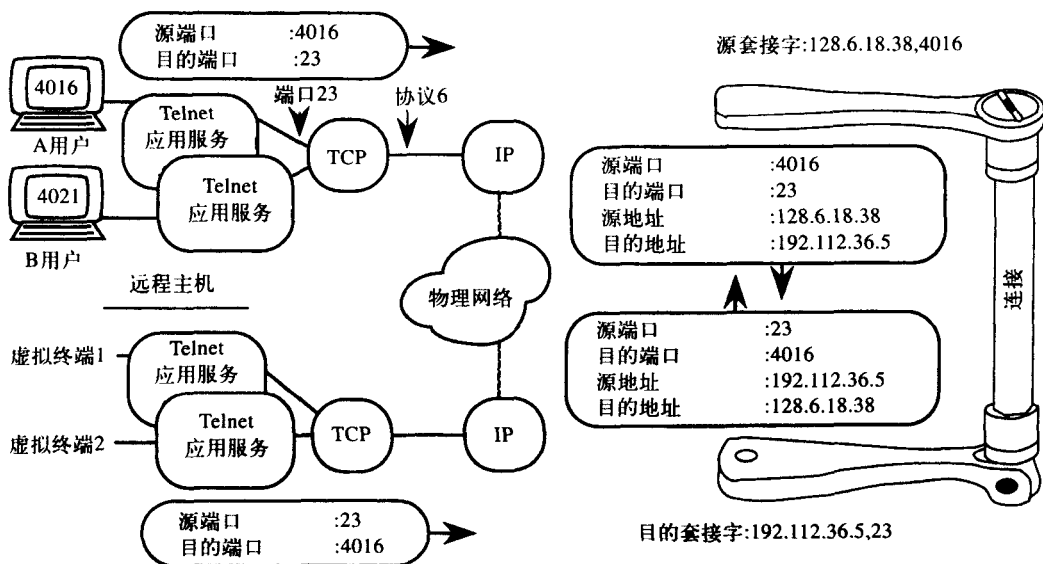 源端口 :4016
目的端口 :23
4016
A用户
Telnet
应用服务
端口23
协议6
TCP
IP
4021
B用户
Telnet
应用服务
远程主机
物理网络
虚拟终端1
Telnet
应用服务
虚拟终端2
Telnet
应用服务
TCP
IP
源端口 :23
目的端口 :4016
源套接字:128.6.18.38,4016
源端口 :4016
目的端口 :23
源地址 :128.6.18.38
目的地址 :192.112.36.5
连接
源端口 :23
目的端口 :4016
源地址 :192.112.36.5
目的地址 :128.6.18.38
目的套接字:192.112.36.5,23